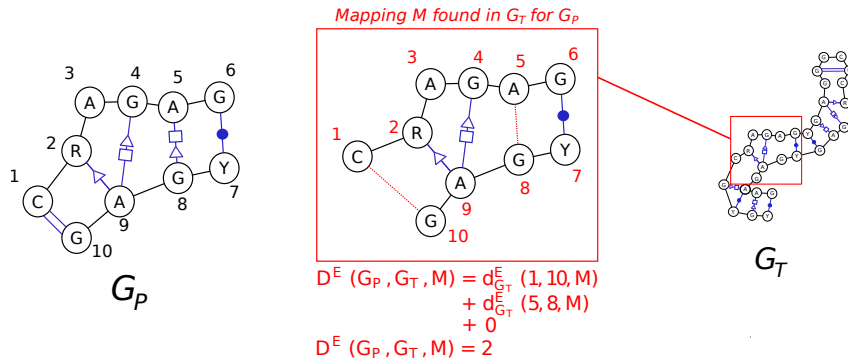 Mapping M found in G_T for G_P
3 4 5 6
A G A G
2 R
1 C
Y 7
G 8
A 9
G 10
G_P
3 4 5 6
A G A G
2 R
1 C
Y 7
G 8
A 9
G 10
D^E (G_P, G_T, M) = d^E_{G_T} (1, 10, M)
+ d^E_{G_T} (5, 8, M)
+ 0
D^E (G_P, G_T, M) = 2
G_T